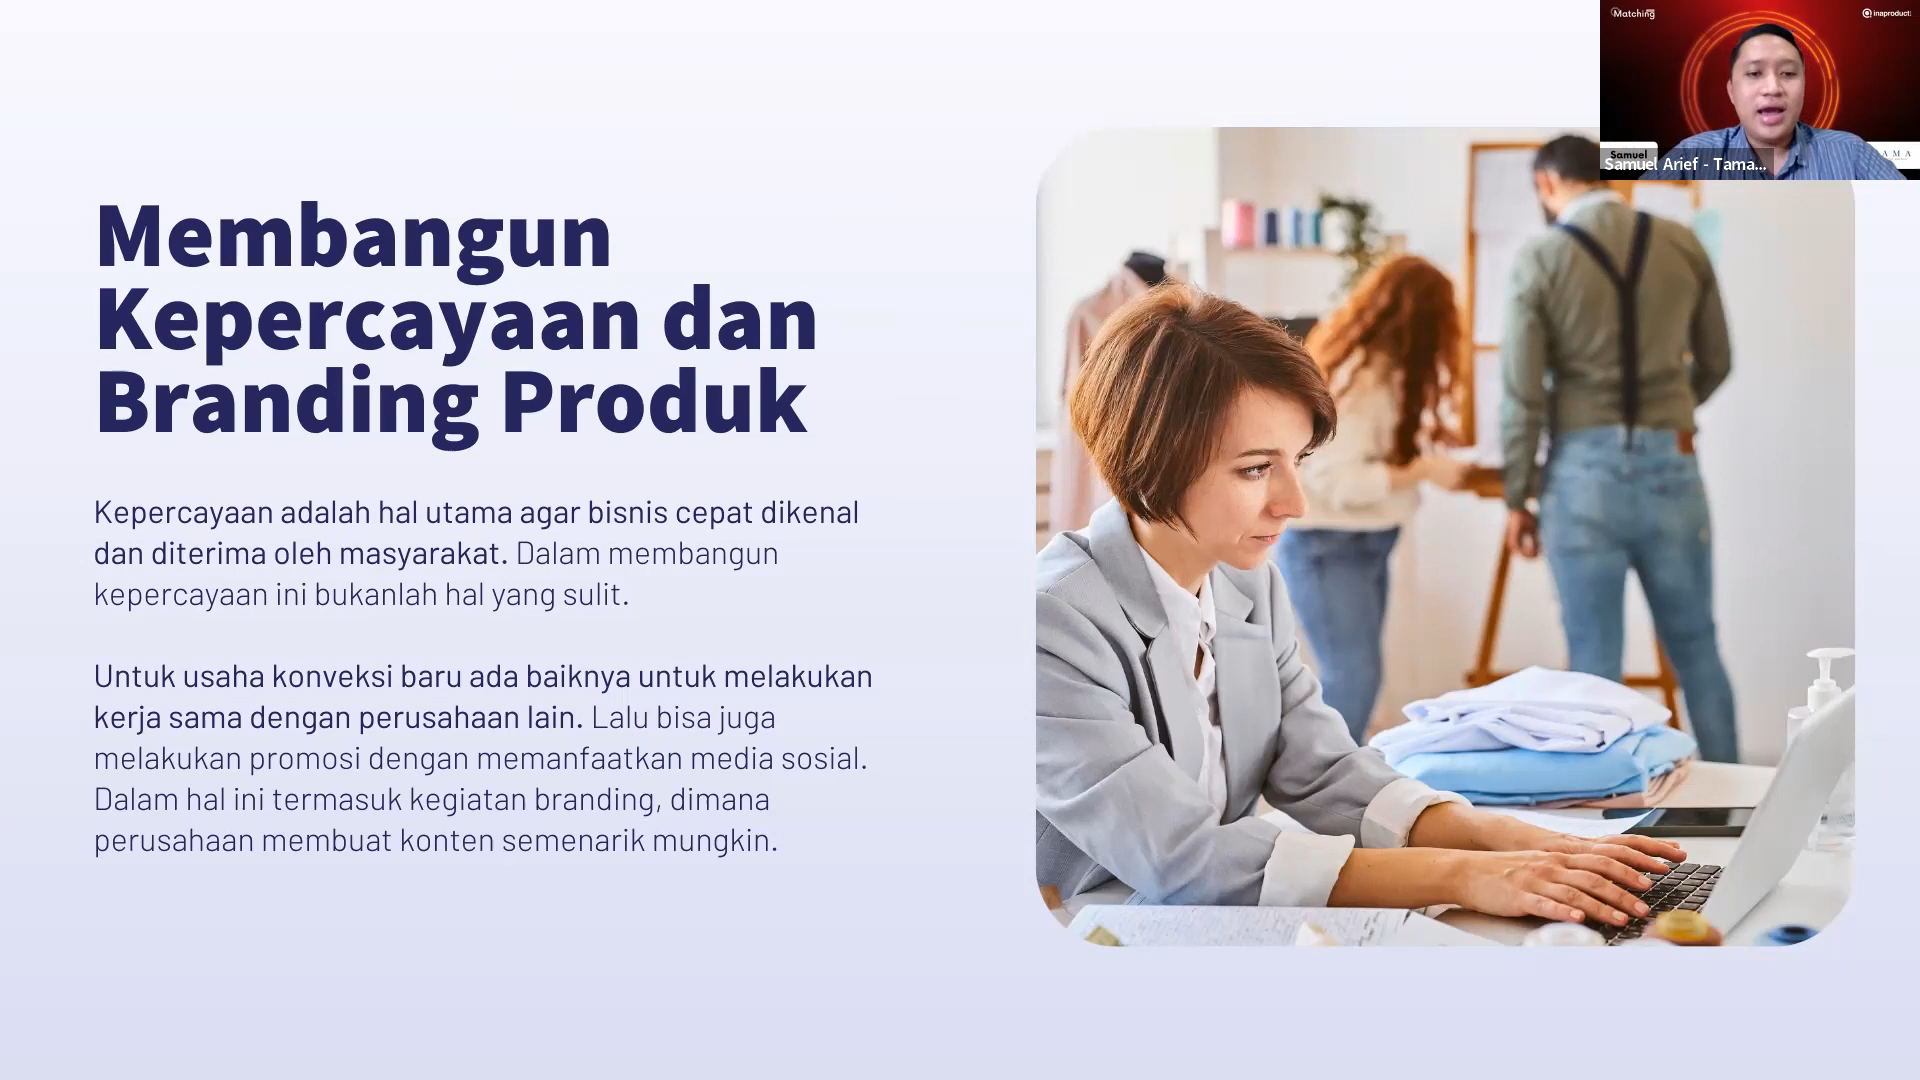 Matching
inaproduct
Samuel
AMA
Samuel Arief - Tama...
Membangun
Kepercayaan dan
Branding Produk
Kepercayaan adalah hal utama agar bisnis cepat dikenal
dan diterima oleh masyarakat. Dalam membangun
kepercayaan ini bukanlah hal yang sulit.
Untuk usaha konveksi baru ada baiknya untuk melakukan
kerja sama dengan perusahaan lain. Lalu bisa juga
melakukan promosi dengan memanfaatkan media sosial.
Dalam hal ini termasuk kegiatan branding, dimana
perusahaan membuat konten semenarik mungkin.